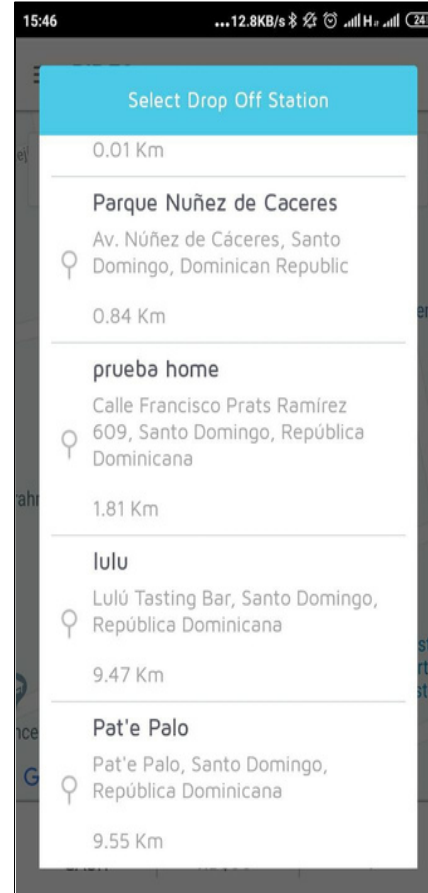 15:46
...12.8KB/s
24
Select Drop Off Station
0.01 Km
Parque Nuñez de Caceres
Av. Núñez de Cáceres, Santo
Domingo, Dominican Republic
0.84 Km
prueba home
Calle Francisco Prats Ramírez
609, Santo Domingo, República
Dominicana
1.81 Km
lulu
Lulú Tasting Bar, Santo Domingo,
República Dominicana
9.47 Km
Pat'e Palo
Pat'e Palo, Santo Domingo,
República Dominicana
9.55 Km